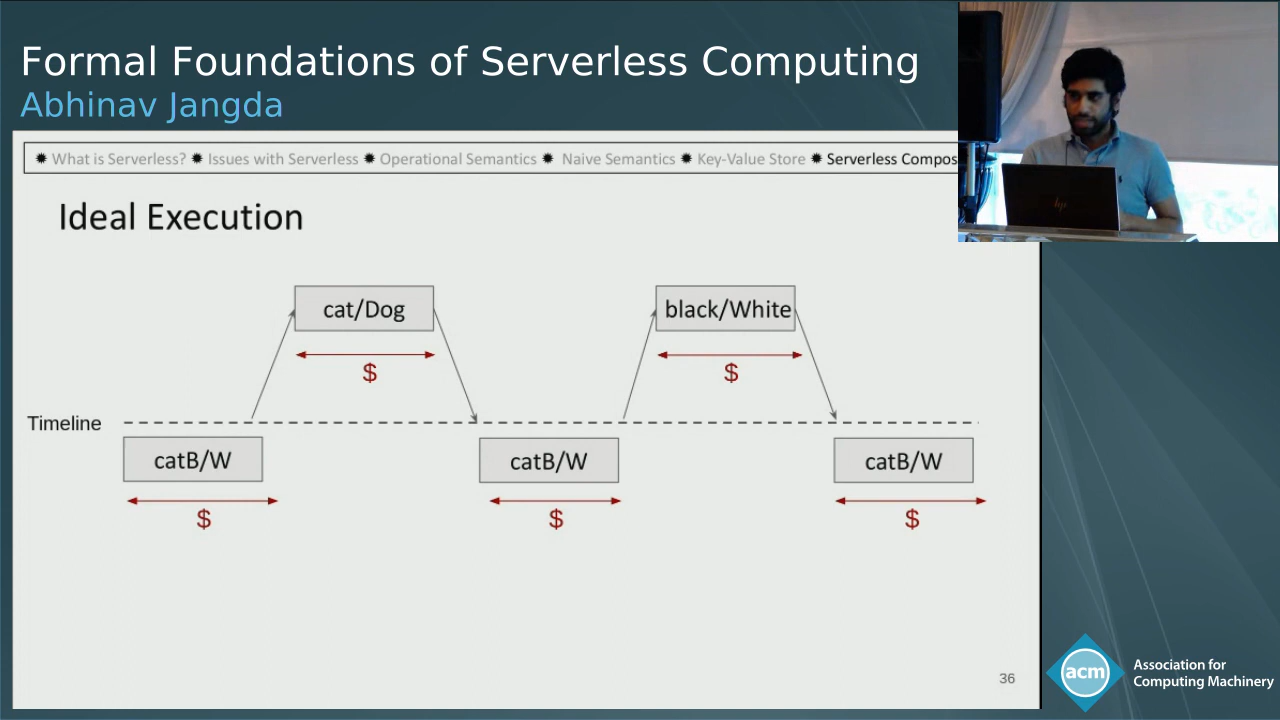 Formal Foundations of Serverless Computing
Abhinav Jangda
✹ What is Serverless? ✹ Issues with Serverless ✹ Operational Semantics ✹ Naive Semantics ✹ Key-Value Store ✹ Serverless Compos
Ideal Execution
cat/Dog
black/White
$
$
Timeline
catB/W
catB/W
catB/W
$
$
$
36
acm
Association for
Computing Machinery
hp